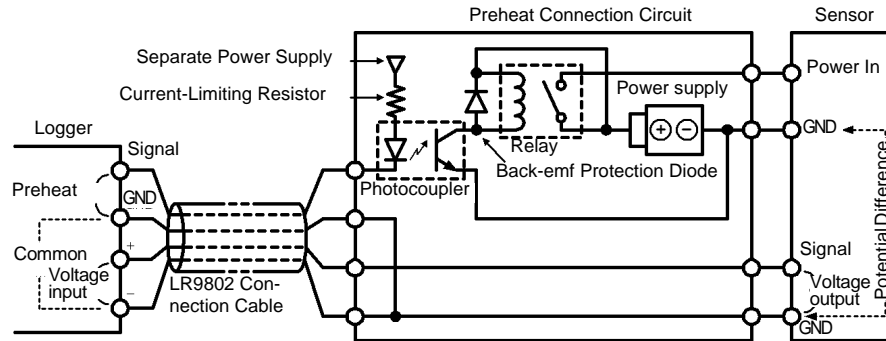 Preheat Connection Circuit
Sensor
Separate Power Supply
Current-Limiting Resistor
Power supply
Power In
Logger
Signal
Relay
GND
Back-emf Protection Diode
Photocoupler
Preheat
GND
Common
+
Voltage
input
−
LR9802 Con-
nection Cable
Signal
Voltage
output
GND
Potential Difference